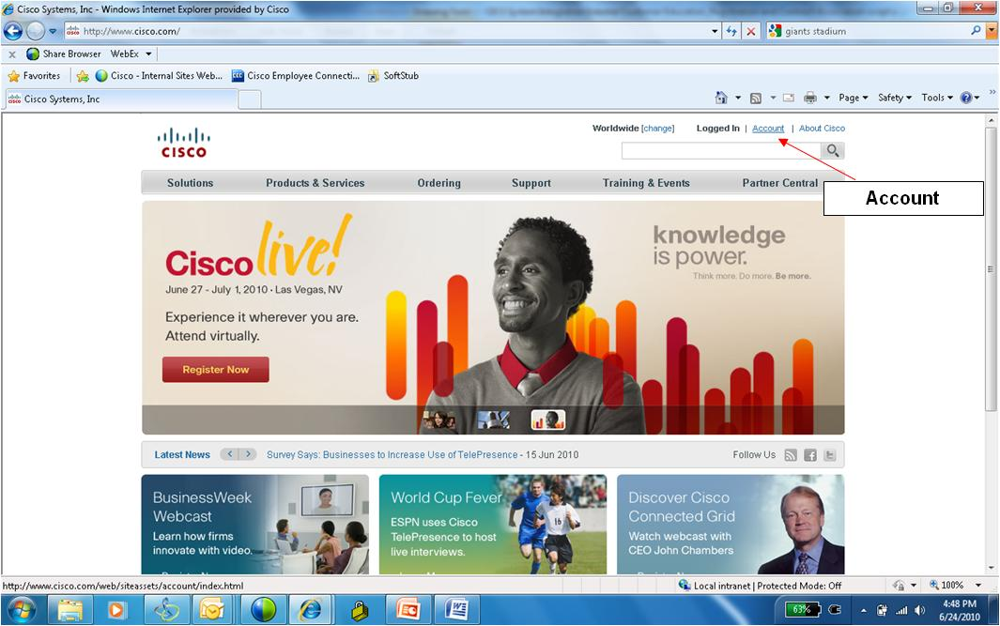 Cisco Systems, Inc - Windows Internet Explorer provided by Cisco
http://www.cisco.com/
giants stadium
x Share Browser WebEx
Favorites Cisco - Internal Sites Web... Cisco Employee Connecti... SoftStub
Cisco Systems, Inc
Page Safety Tools
Worldwide [change] Logged In | Account | About Cisco
CISCO
Solutions Products & Services Ordering Support Training & Events Partner Central
Account
Cisco live!
June 27 - July 1, 2010 • Las Vegas, NV
Experience it wherever you are.
Attend virtually.
Register Now
knowledge
is power.
Think more. Do more. Be more.
Latest News < > Survey Says: Businesses to Increase Use of TelePresence - 15 Jun 2010 Follow Us
BusinessWeek
Webcast
Learn how firms
innovate with video.
World Cup Fever
ESPN uses Cisco
TelePresence to host
live interviews.
16
Discover Cisco
Connected Grid
Watch webcast with
CEO John Chambers
http://www.cisco.com/web/siteassets/account/index.html
Local intranet | Protected Mode: Off
100%
63%
4:48 PM
6/24/2010